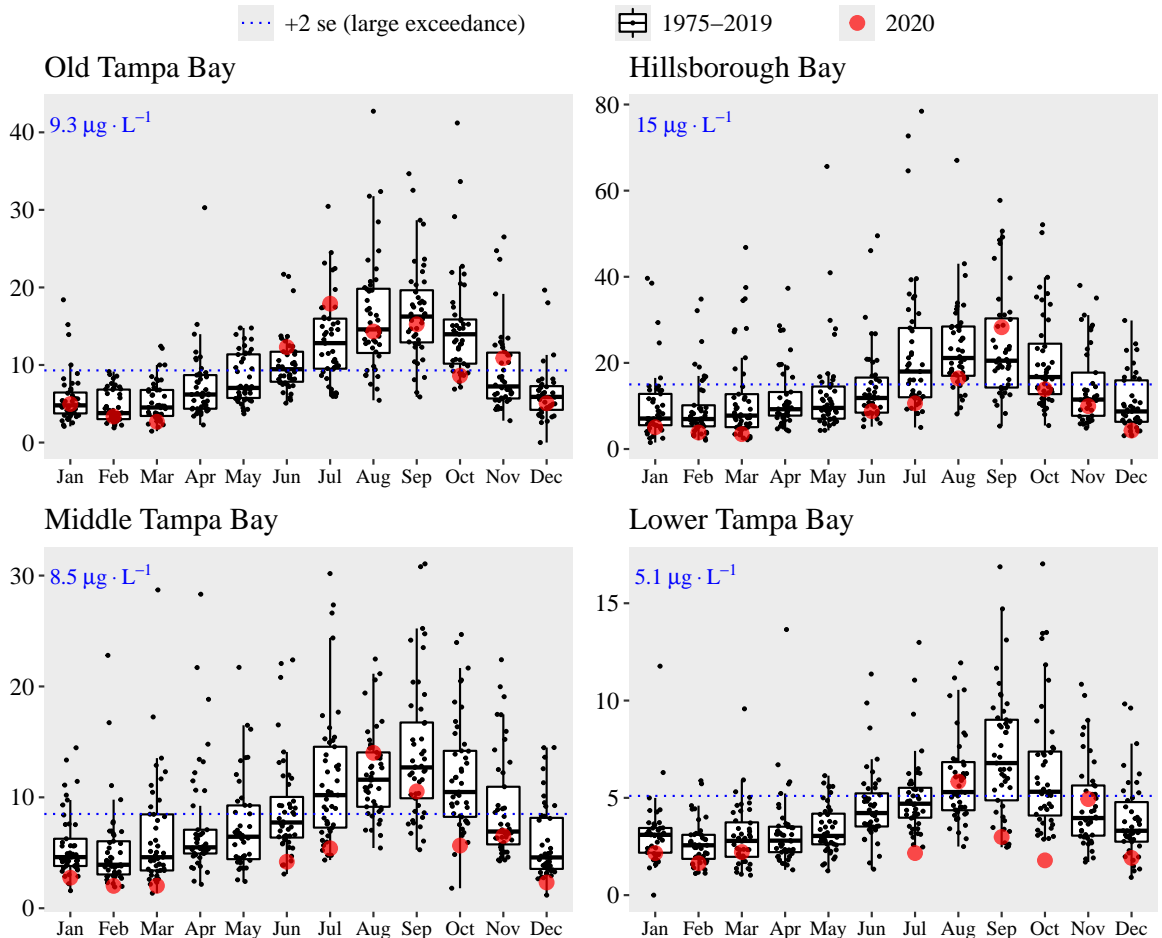 +2 se (large exceedance) 1975–2019 2020
Old Tampa Bay
9.3 μg · L⁻¹
40
30
20
10
0
Jan Feb Mar Apr May Jun Jul Aug Sep Oct Nov Dec
Hillsborough Bay
15 μg · L⁻¹
80
60
40
20
0
Jan Feb Mar Apr May Jun Jul Aug Sep Oct Nov Dec
Middle Tampa Bay
8.5 μg · L⁻¹
30
20
10
0
Jan Feb Mar Apr May Jun Jul Aug Sep Oct Nov Dec
Lower Tampa Bay
5.1 μg · L⁻¹
15
10
5
0
Jan Feb Mar Apr May Jun Jul Aug Sep Oct Nov Dec